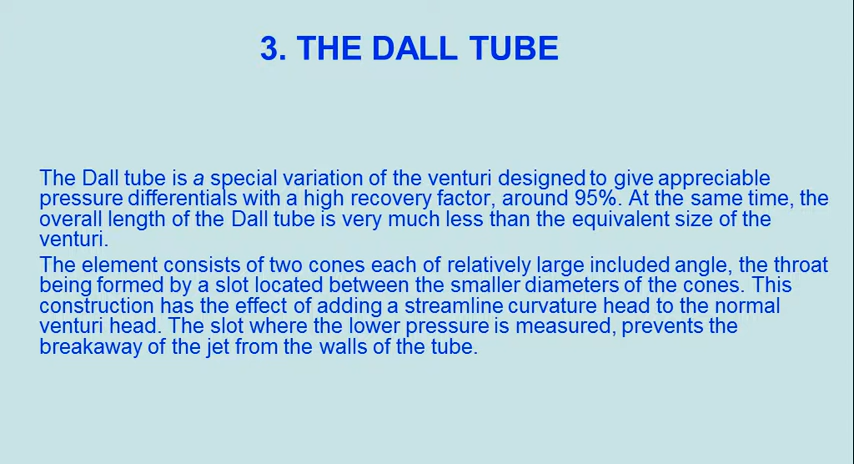 3. THE DALL TUBE
The Dall tube is a special variation of the venturi designed to give appreciable
pressure differentials with a high recovery factor, around 95%. At the same time, the
overall length of the Dall tube is very much less than the equivalent size of the
venturi.
The element consists of two cones each of relatively large included angle, the throat
being formed by a slot located between the smaller diameters of the cones. This
construction has the effect of adding a streamline curvature head to the normal
venturi head. The slot where the lower pressure is measured, prevents the
breakaway of the jet from the walls of the tube.